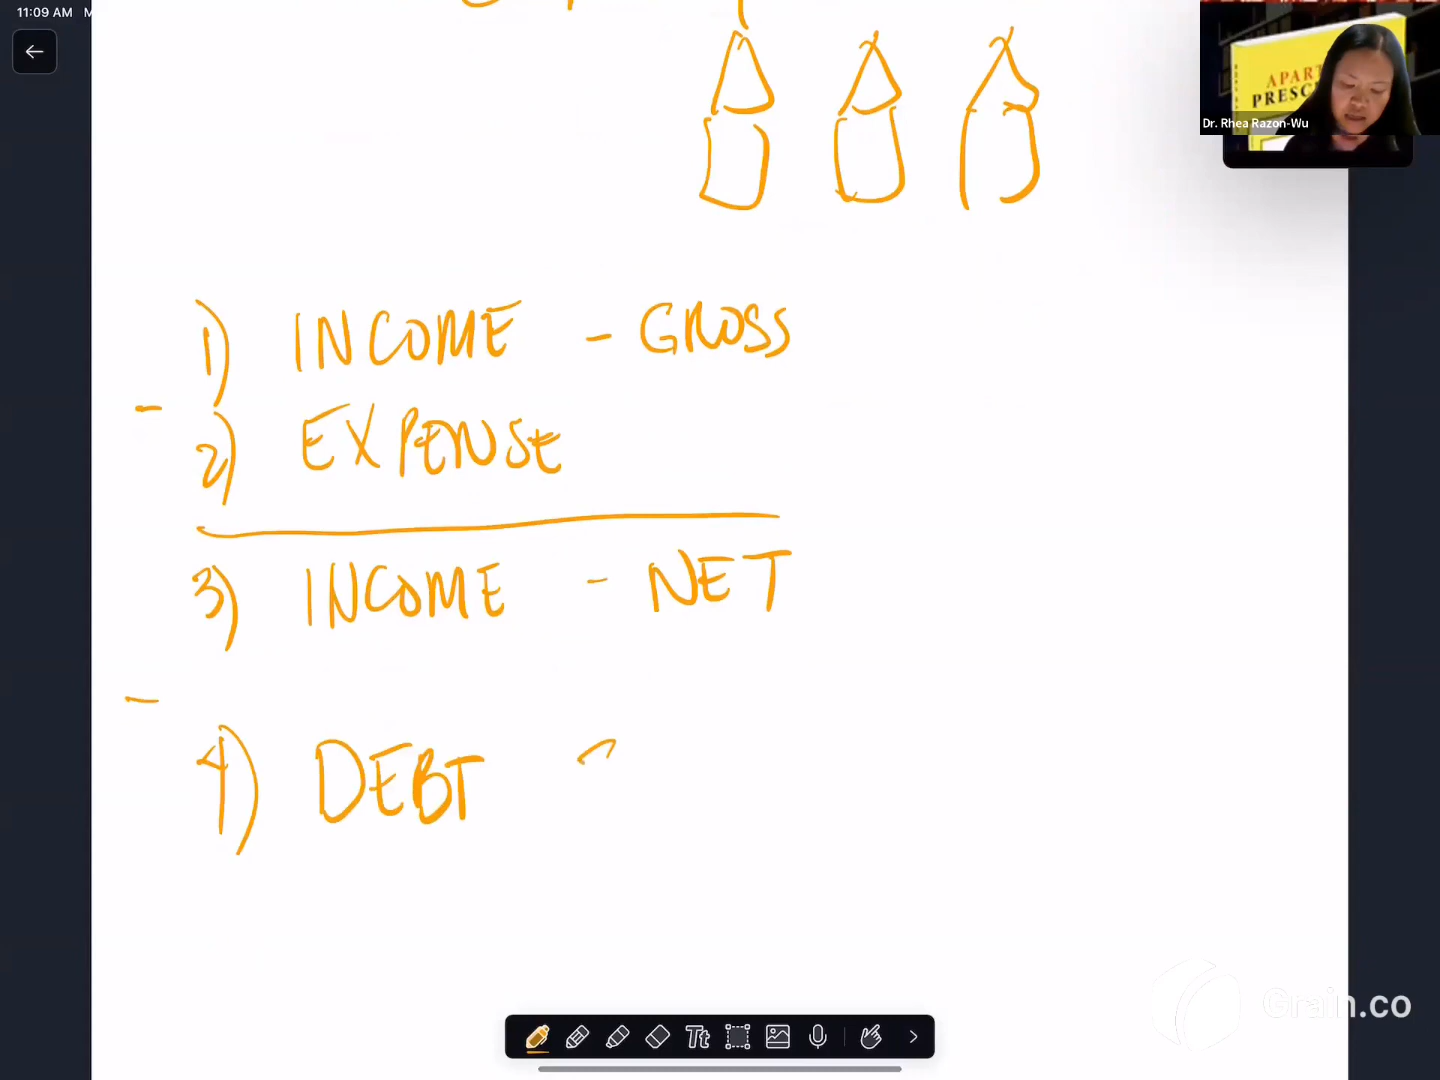 11:09 AM M
APART
PRESC
Dr. Rhea Razon-Wu
1) INCOME - GROSS
-
2) EXPENSE
3) INCOME - NET
-
4) DEBT
Tt
Grain.co